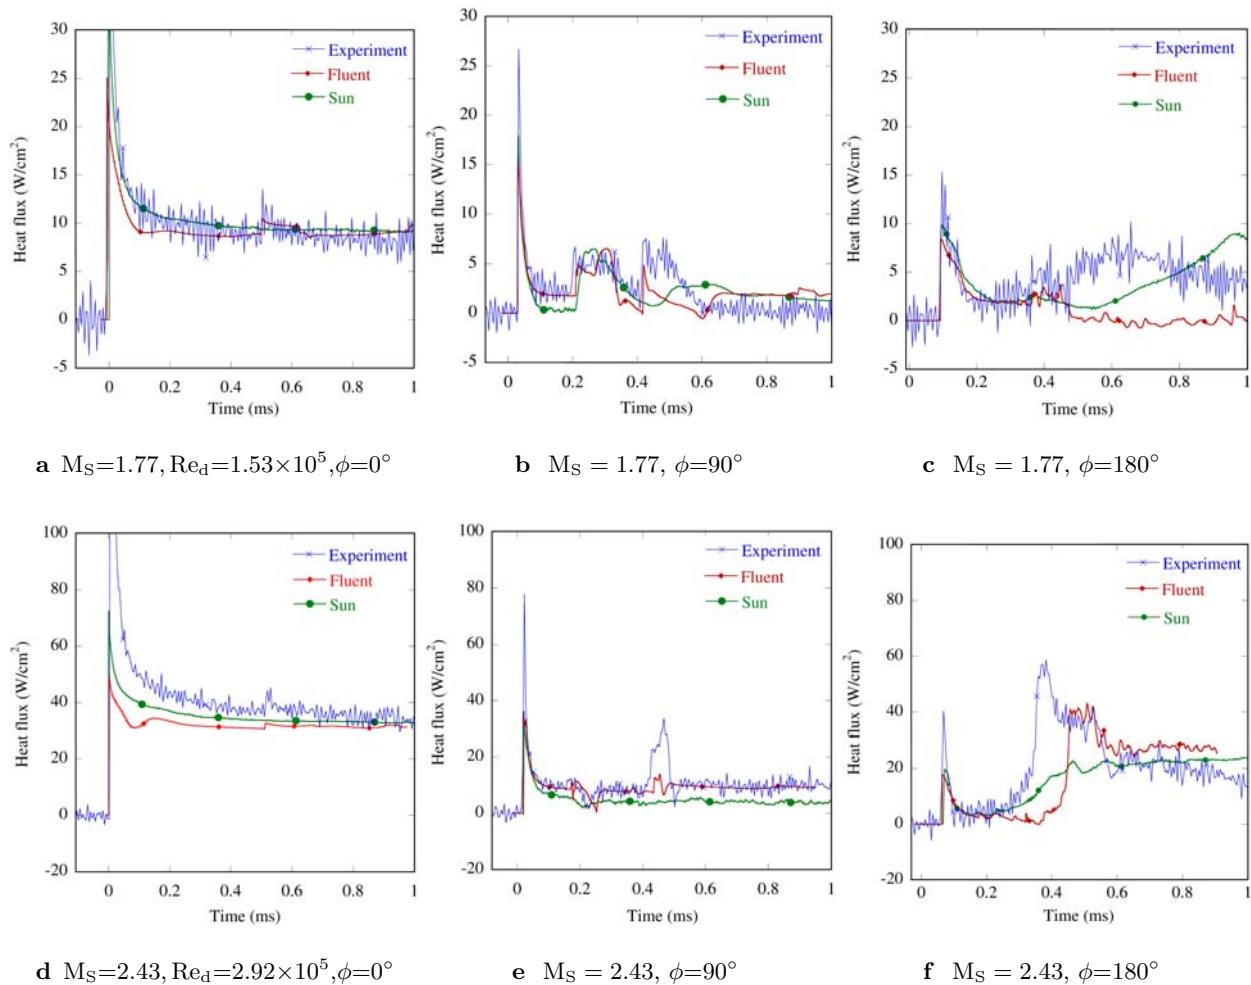 30
25
20
15
10
5
0
-5
Heat flux (W/cm²)
Experiment
Fluent
Sun
0 0.2 0.4 0.6 0.8 1
Time (ms)
30
25
20
15
10
5
0
-5
Heat flux (W/cm²)
Experiment
Fluent
Sun
0 0.2 0.4 0.6 0.8 1
Time (ms)
30
25
20
15
10
5
0
-5
Heat flux (W/cm²)
Experiment
Fluent
Sun
0 0.2 0.4 0.6 0.8 1
Time (ms)
a M_S=1.77, Re_d=1.53×10⁵, ϕ=0°
b M_S = 1.77, ϕ=90°
c M_S = 1.77, ϕ=180°
100
80
60
40
20
0
-20
Heat flux (W/cm²)
Experiment
Fluent
Sun
0 0.2 0.4 0.6 0.8 1
Time (ms)
100
80
60
40
20
0
-20
Heat flux (W/cm²)
Experiment
Fluent
Sun
0 0.2 0.4 0.6 0.8 1
Time (ms)
100
80
60
40
20
0
-20
Heat flux (W/cm²)
Experiment
Fluent
Sun
0 0.2 0.4 0.6 0.8 1
Time (ms)
d M_S=2.43, Re_d=2.92×10⁵, ϕ=0°
e M_S = 2.43, ϕ=90°
f M_S = 2.43, ϕ=180°